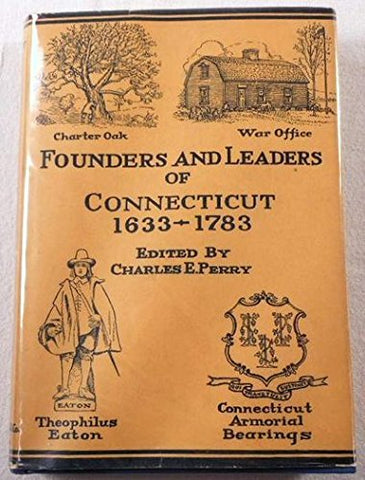 Charter Oak
War Office
FOUNDERS AND LEADERS
OF
CONNECTICUT
1633-1783
EDITED BY
CHARLES E. PERRY
EATON
Theophilus
Eaton
Connecticut
Armorial
Bearings